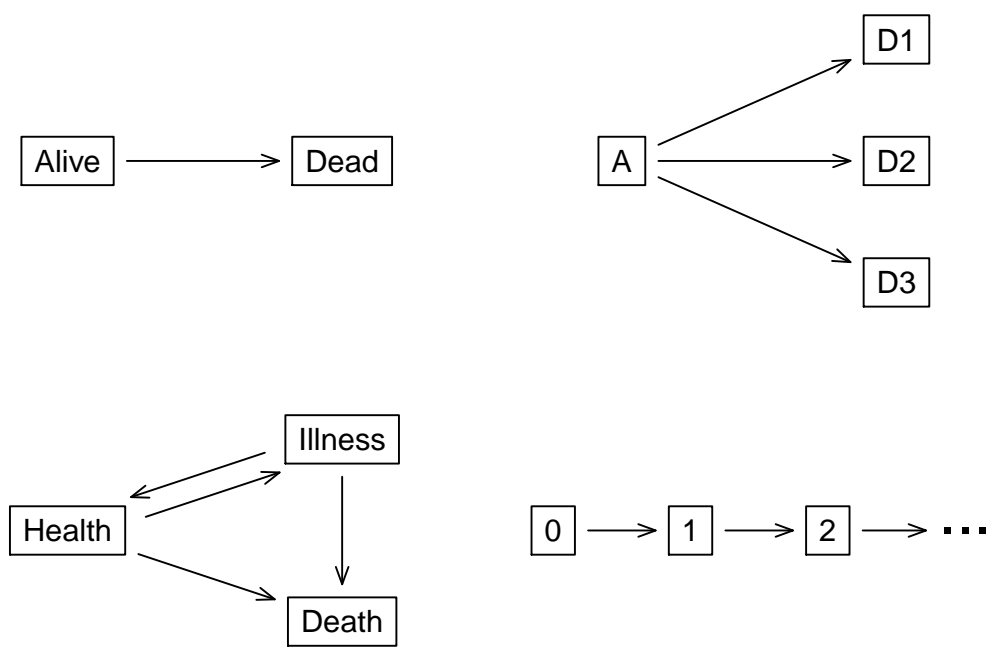 Alive
Dead
A
D1
D2
D3
Illness
Health
Death
0
1
2
...